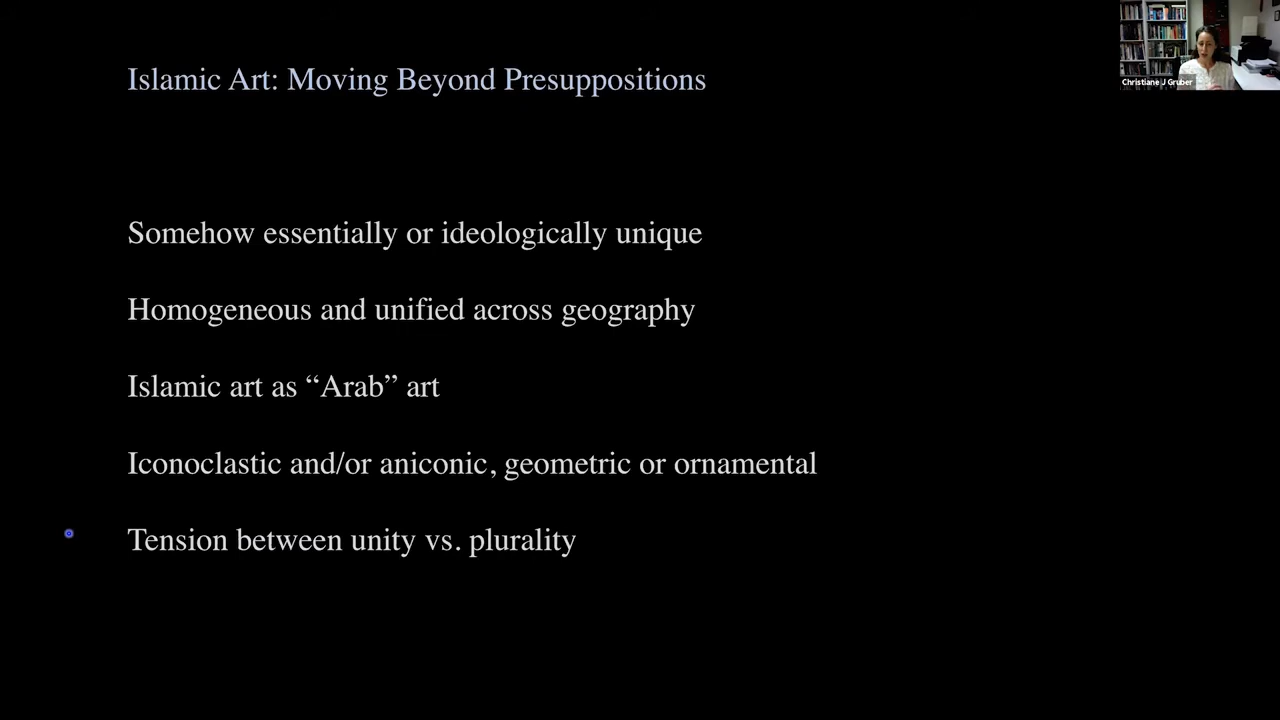 Islamic Art: Moving Beyond Presuppositions
Christiane J Gruber
Somehow essentially or ideologically unique
Homogeneous and unified across geography
Islamic art as “Arab” art
Iconoclastic and/or aniconic, geometric or ornamental
Tension between unity vs. plurality